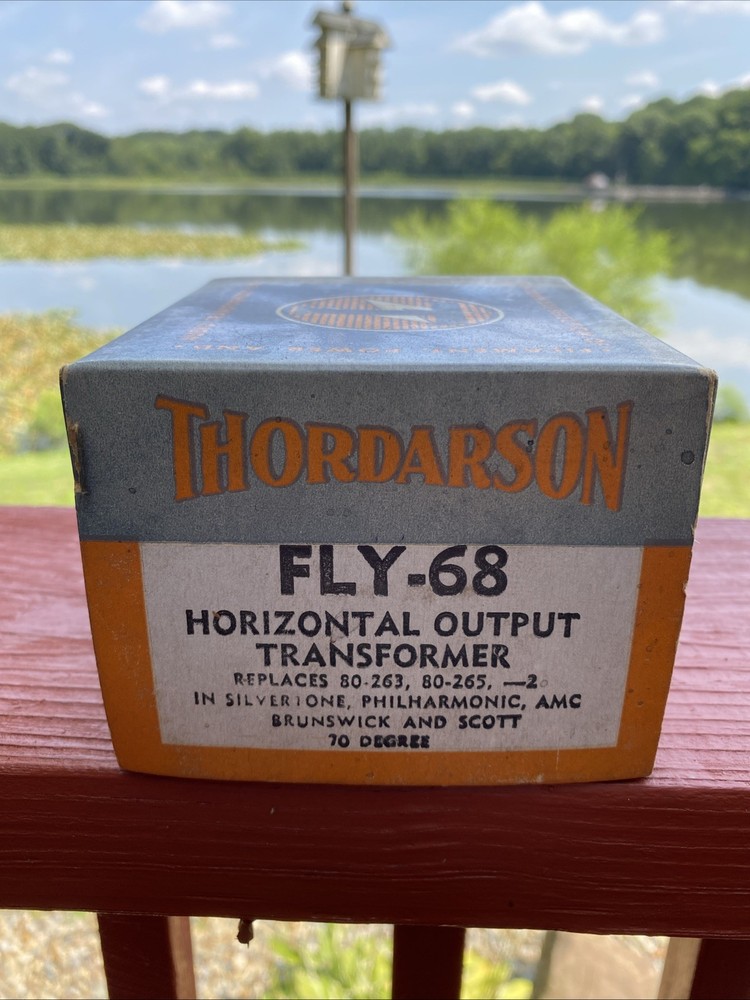 THORDARSON
FLY-68
HORIZONTAL OUTPUT
TRANSFORMER
REPLACES 80-263, 80-265, —2
IN SILVERTONE, PHILHARMONIC, AMC
BRUNSWICK AND SCOTT
70 DEGREE